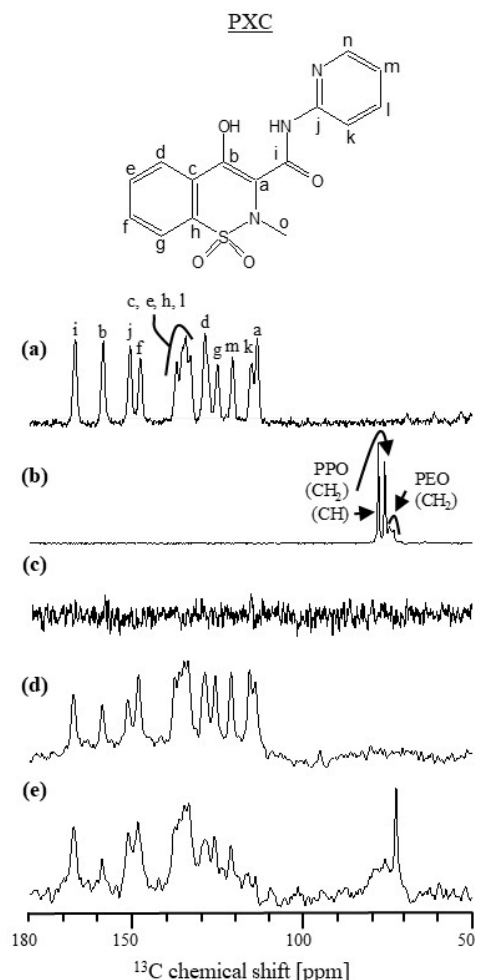 PXC
n
N
m
OH
HN
j
l
k
d
b
i
e
c
a
O
f
h
N
o
g
S
O
O
c, e, h, l
(a)
i
b
j
f
d
g
m
k
a
(b)
PPO
(CH2)
(CH)
PEO
(CH2)
(c)
(d)
(e)
180
150
100
50
13C chemical shift [ppm]